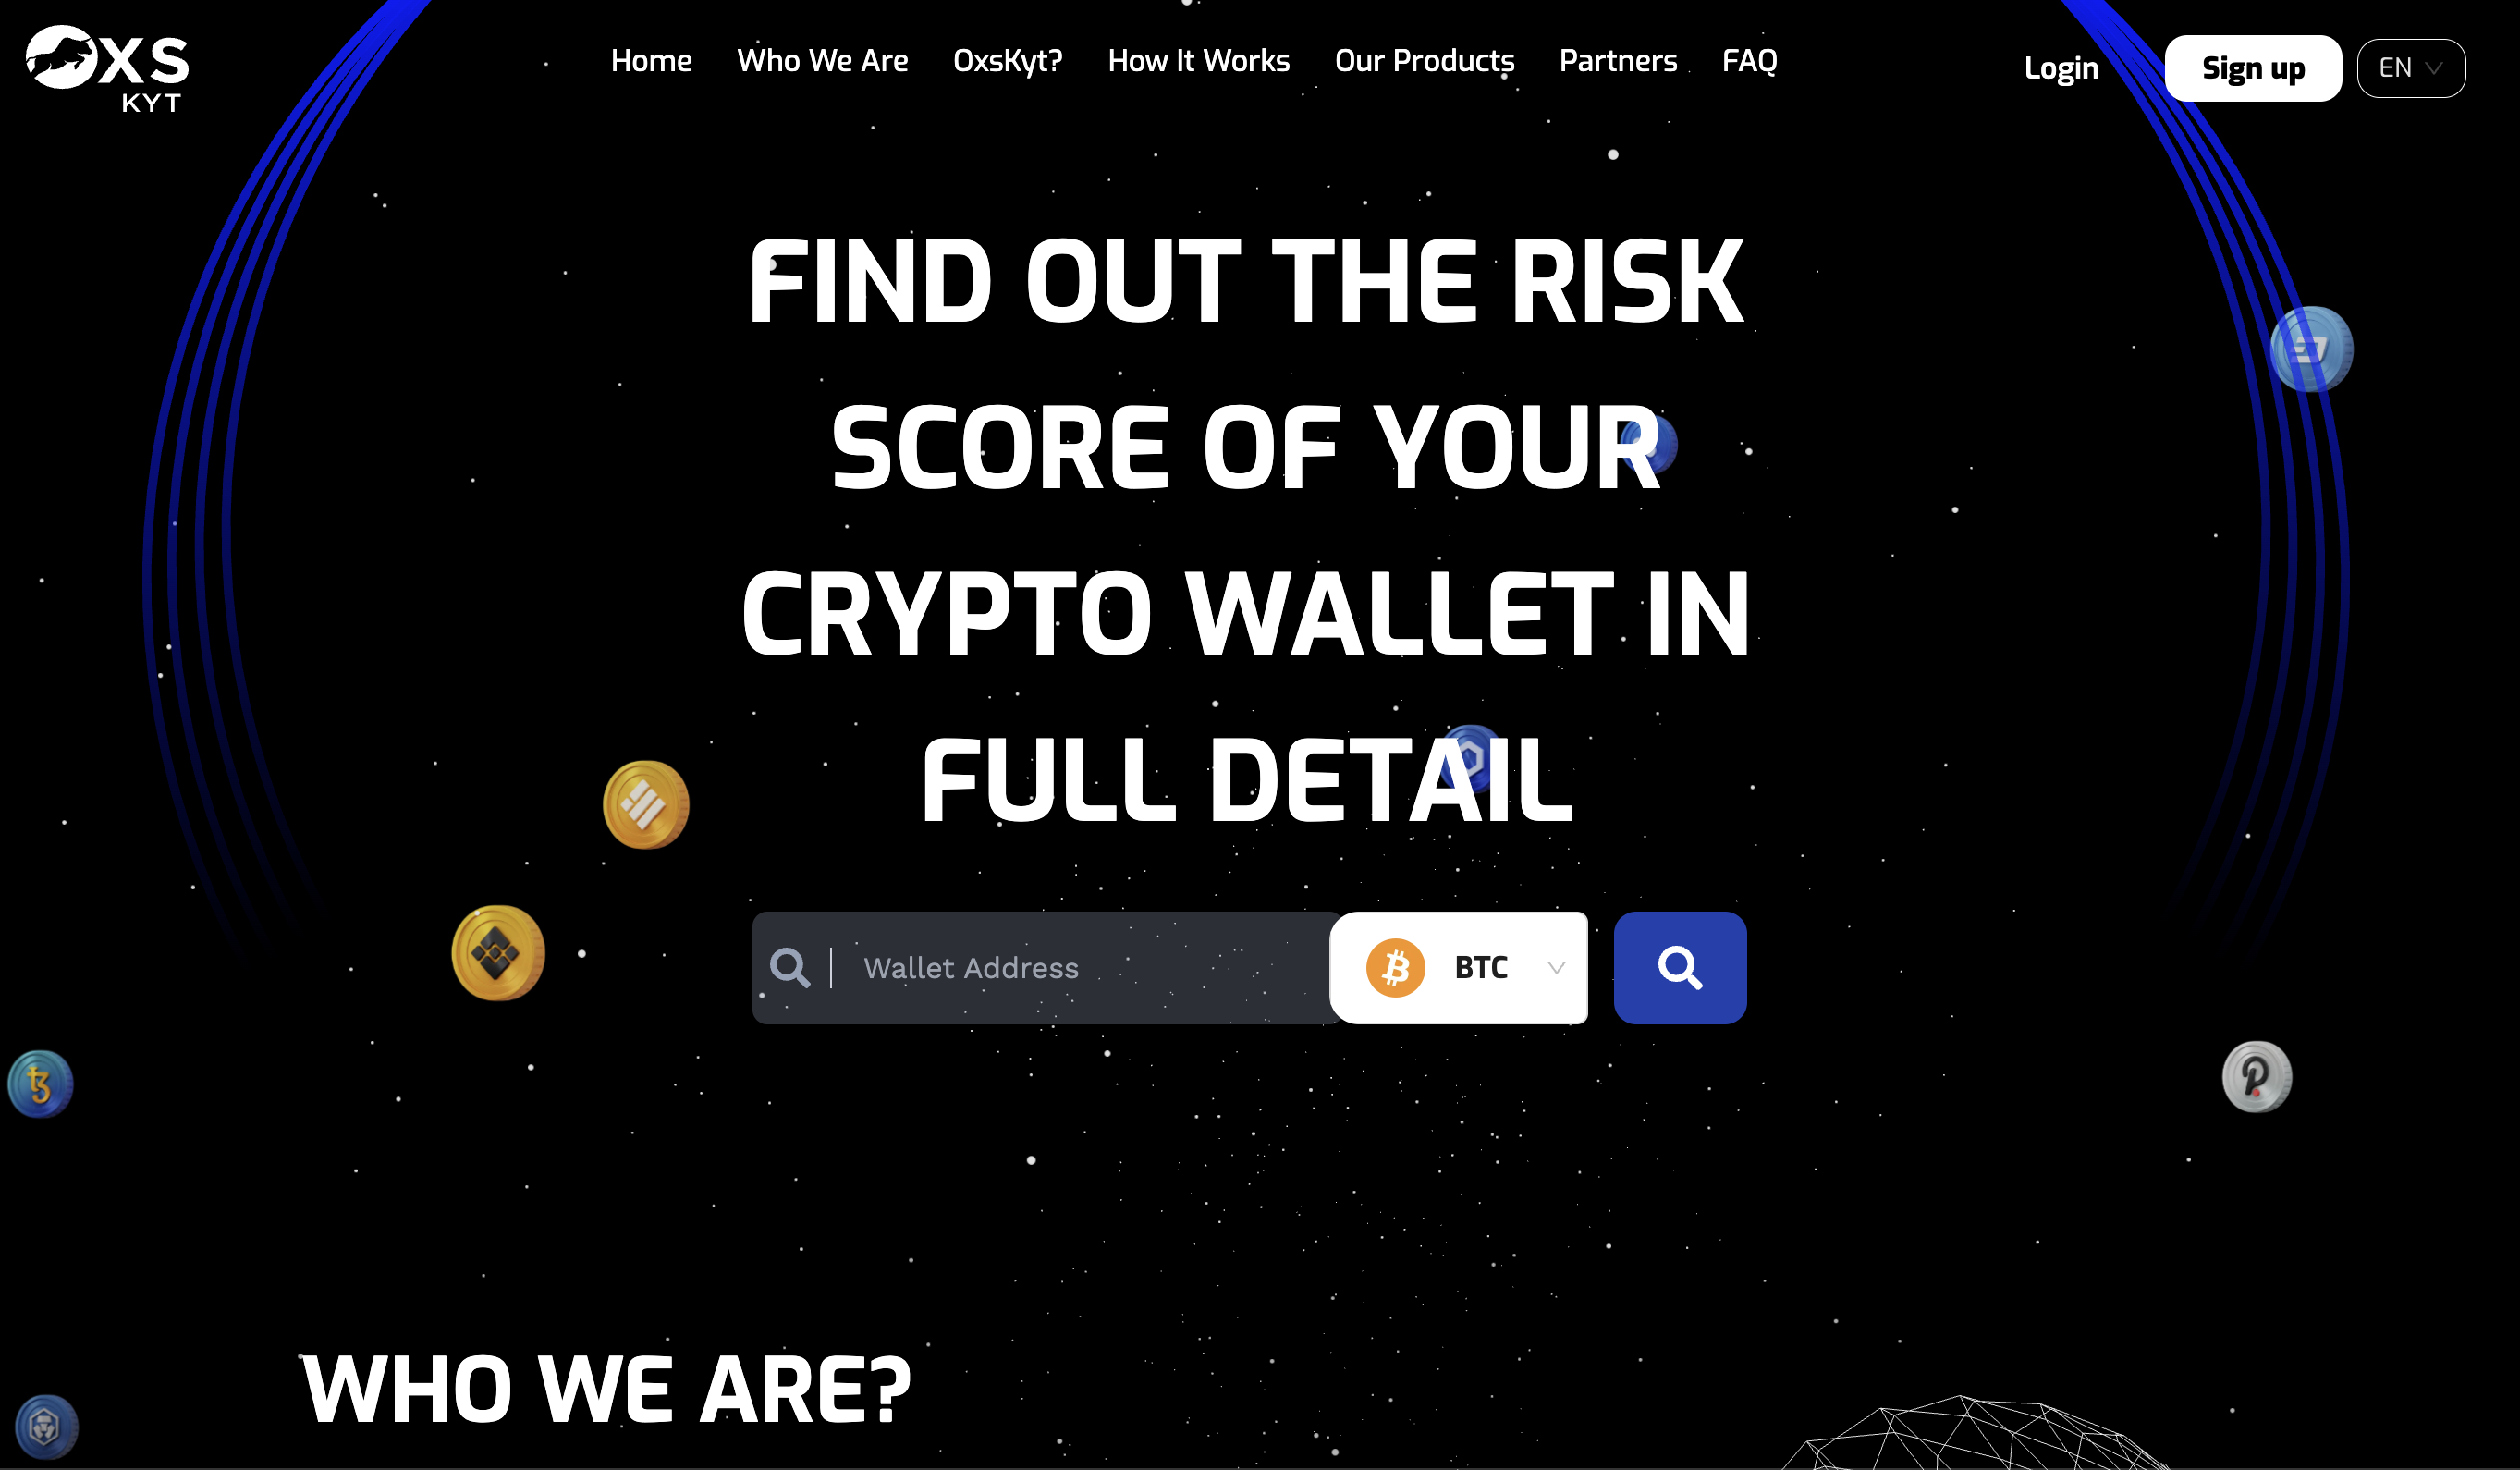 OXS
KYT
Home Who We Are OxsKyt? How It Works Our Products Partners FAQ Login Sign up EN
FIND OUT THE RISK
SCORE OF YOUR
CRYPTO WALLET IN
FULL DETAIL
Wallet Address BTC
WHO WE ARE?